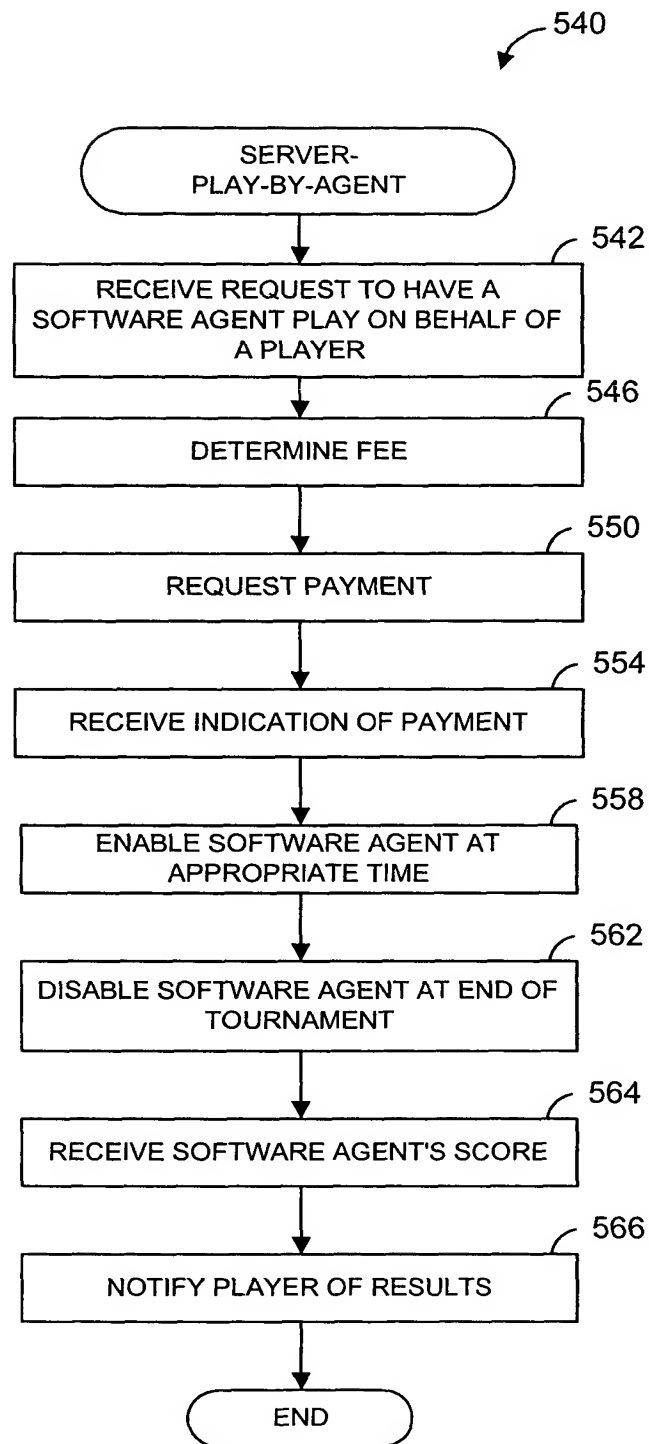 540
SERVER-
PLAY-BY-AGENT
542
RECEIVE REQUEST TO HAVE A
SOFTWARE AGENT PLAY ON BEHALF OF
A PLAYER
546
DETERMINE FEE
550
REQUEST PAYMENT
554
RECEIVE INDICATION OF PAYMENT
558
ENABLE SOFTWARE AGENT AT
APPROPRIATE TIME
562
DISABLE SOFTWARE AGENT AT END OF
TOURNAMENT
564
RECEIVE SOFTWARE AGENT'S SCORE
566
NOTIFY PLAYER OF RESULTS
END